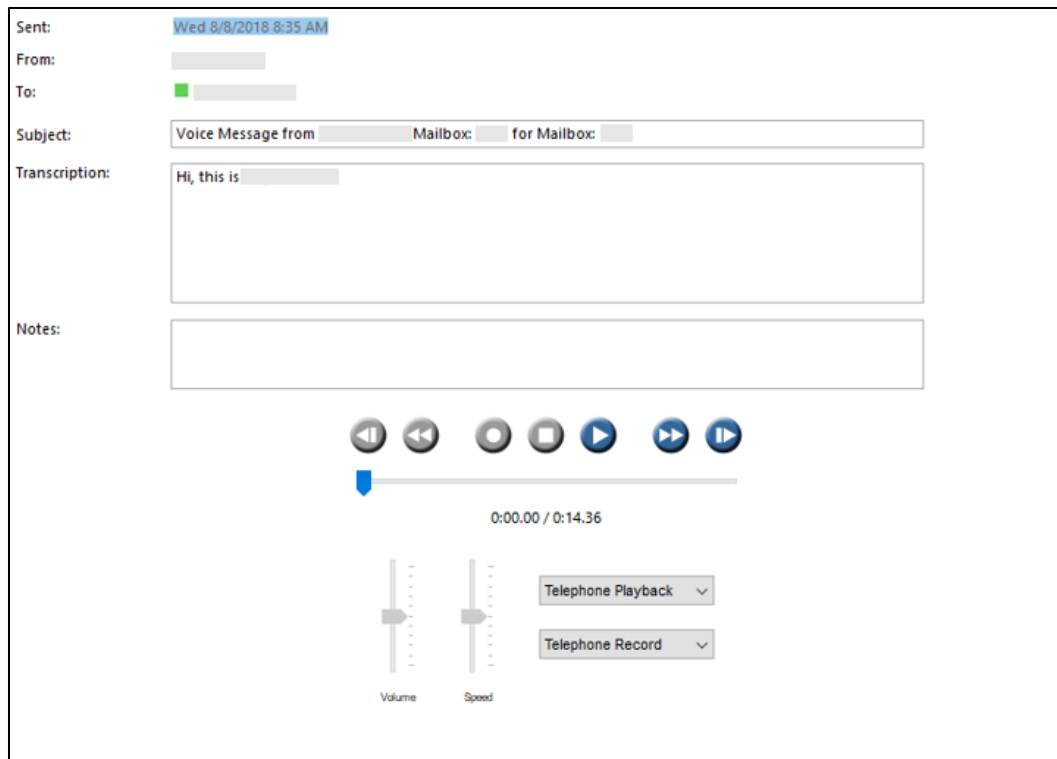 Sent: Wed 8/8/2018 8:35 AM
From:
To:
Subject: Voice Message from Mailbox: for Mailbox:
Transcription: Hi, this is
Notes:
0:00.00 / 0:14.36
Telephone Playback
Telephone Record
Volume Speed